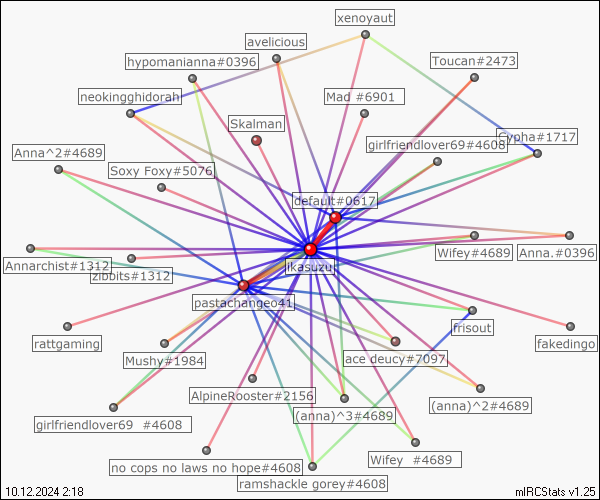 xenoyaut
avelicious
hypomanianna#0396
Toucan#2473
neokingghidorah
Mad #6901
Skalman
girlfriendlover69#4608
Cypha#1717
Anna^2#4689
Soxy Foxy#5076
default#0617
Wifey#4689
Anna.#0396
Annarchist#1312
zibbits#1312
ikasuzu
pastachangeo41
frisout
rattgaming
fakedingo
Mushy#1984
ace deucy#7097
AlpineRooster#2156
(anna)^2#4689
(anna)^3#4689
girlfriendlover69 #4608
no cops no laws no hope#4608
Wifey #4689
ramshackle gorey#4608
10.12.2024 2:18
mIRCStats v1.25